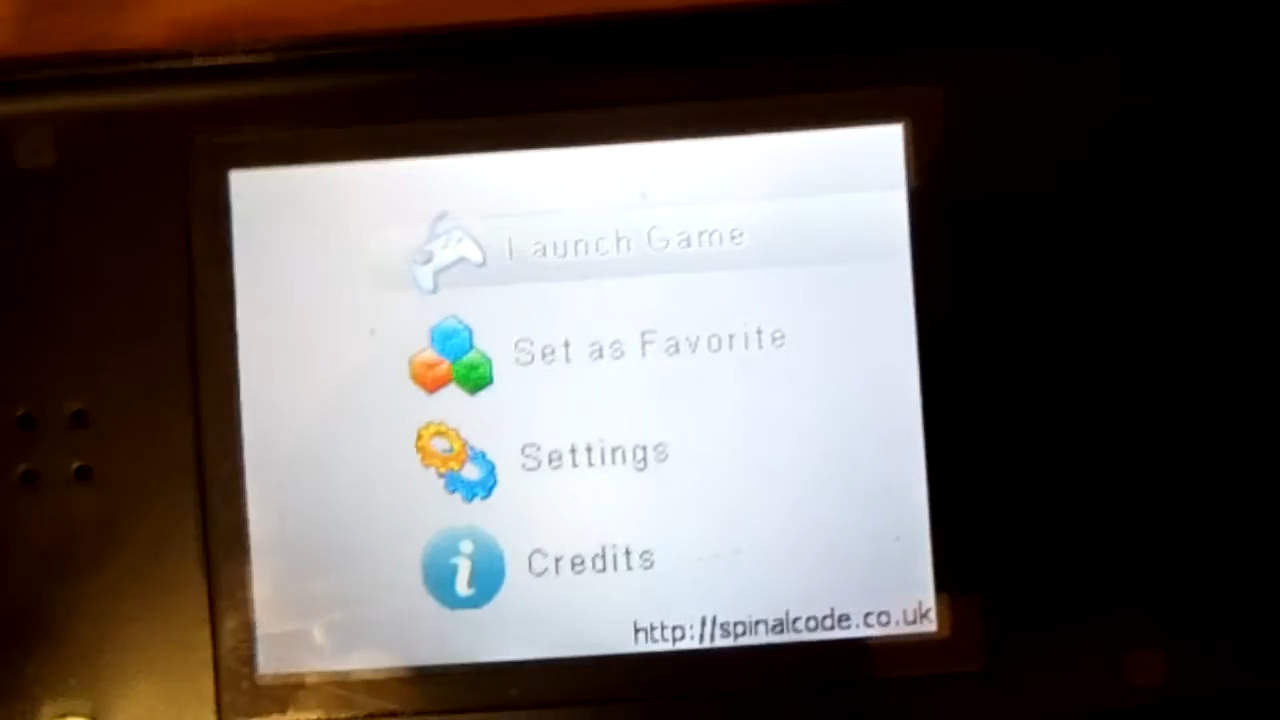 Launch Game
Set as Favorite
Settings
Credits
http://spinalcode.co.uk